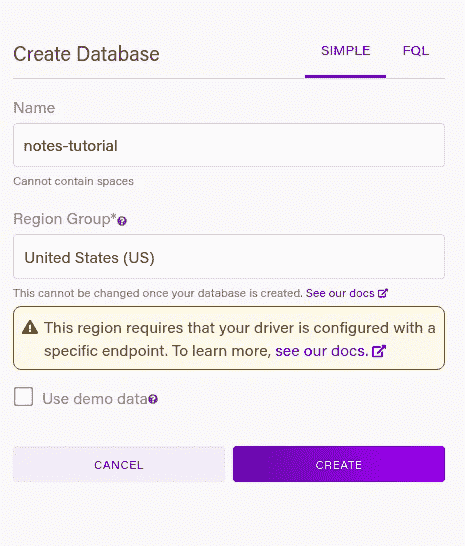 Create Database
SIMPLE
FQL
Name
notes-tutorial
Cannot contain spaces
Region Group*
United States (US)
This cannot be changed once your database is created. See our docs
This region requires that your driver is configured with a
specific endpoint. To learn more, see our docs.
Use demo data
CANCEL
CREATE